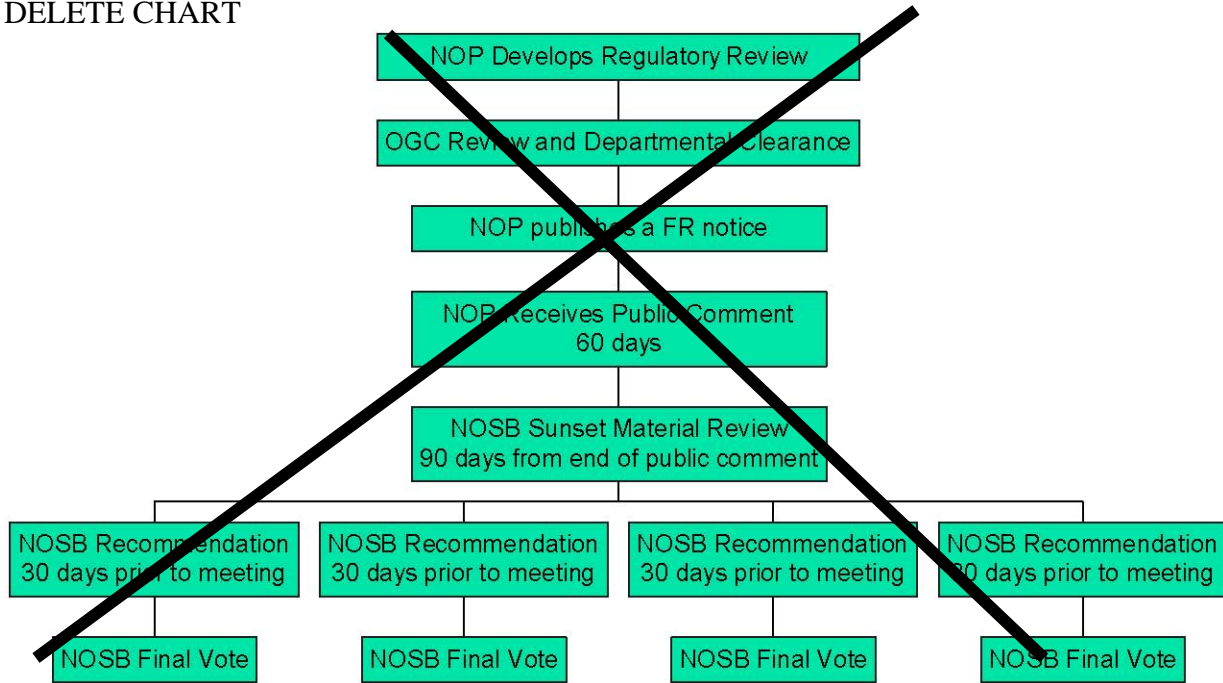 DELETE CHART
NOP Develops Regulatory Review
OGC Review and Departmental Clearance
NOP publishes a FR notice
NOP Receives Public Comment
60 days
NOSB Sunset Material Review
90 days from end of public comment
NOSB Recommendation
30 days prior to meeting
NOSB Recommendation
30 days prior to meeting
NOSB Recommendation
30 days prior to meeting
NOSB Recommendation
30 days prior to meeting
NOSB Final Vote
NOSB Final Vote
NOSB Final Vote
NOSB Final Vote